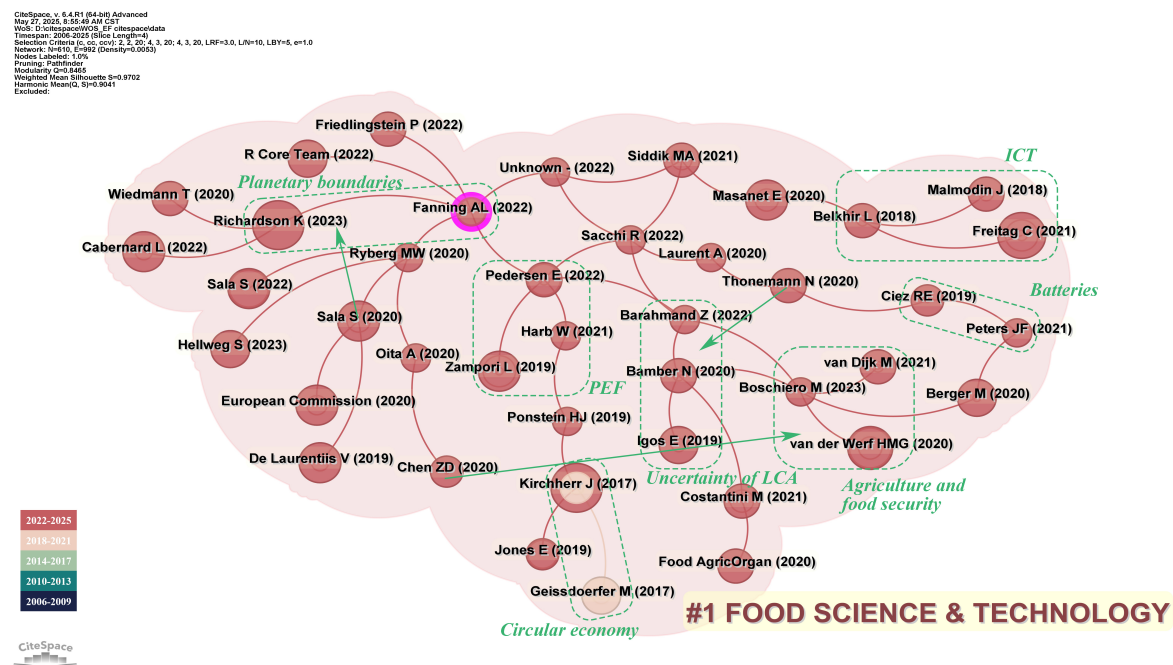 CiteSpace, v. 6.4.R1 (64-bit) Advanced
May 27, 2025, 8:55:49 AM CST
WoS: D:\citespace\WOS_EF citespace\data
Timespan: 2006-2025 (Slice Length=4)
Selection Criteria (c, cc, ccv): 2, 2, 20; 4, 3, 20; 4, 3, 20, LRF=3.0, L/N=10, LBY=5, e=1.0
Network: N=610, E=992 (Density=0.0053)
Nodes Labeled: 1.0%
Pruning: Pathfinder
Modularity Q=0.8465
Weighted Mean Silhouette S=0.9702
Harmonic Mean(Q, S)=0.9041
Excluded:
Friedlingstein P (2022)
R Core Team (2022)
Unknown - (2022)
Siddik MA (2021)
ICT
Planetary boundaries
Wiedmann T (2020)
Masanet E (2020)
Malmodin J (2018)
Fanning AL (2022)
Richardson K (2023)
Belkhir L (2018)
Freitag C (2021)
Sacchi R (2022)
Cabernard L (2022)
Ryberg MW (2020)
Laurent A (2020)
Pedersen E (2022)
Thonemann N (2020)
Sala S (2022)
Batteries
Ciez RE (2019)
Sala S (2020)
Barahmand Z (2022)
Harb W (2021)
Peters JF (2021)
Hellweg S (2023)
Oita A (2020)
Zampori L (2019)
van Dijk M (2021)
Bamber N (2020)
PEF
Boschiero M (2023)
Berger M (2020)
European Commission (2020)
Ponstein HJ (2019)
Igos E (2019)
van der Werf HMG (2020)
De Laurentiis V (2019)
Chen ZD (2020)
Uncertainty of LCA
Kirchherr J (2017)
Agriculture and
food security
Costantini M (2021)
Jones E (2019)
Food AgricOrgan (2020)
Geissdoerfer M (2017)
Circular economy
#1 FOOD SCIENCE & TECHNOLOGY
2022-2025
2018-2021
2014-2017
2010-2013
2006-2009
CiteSpace